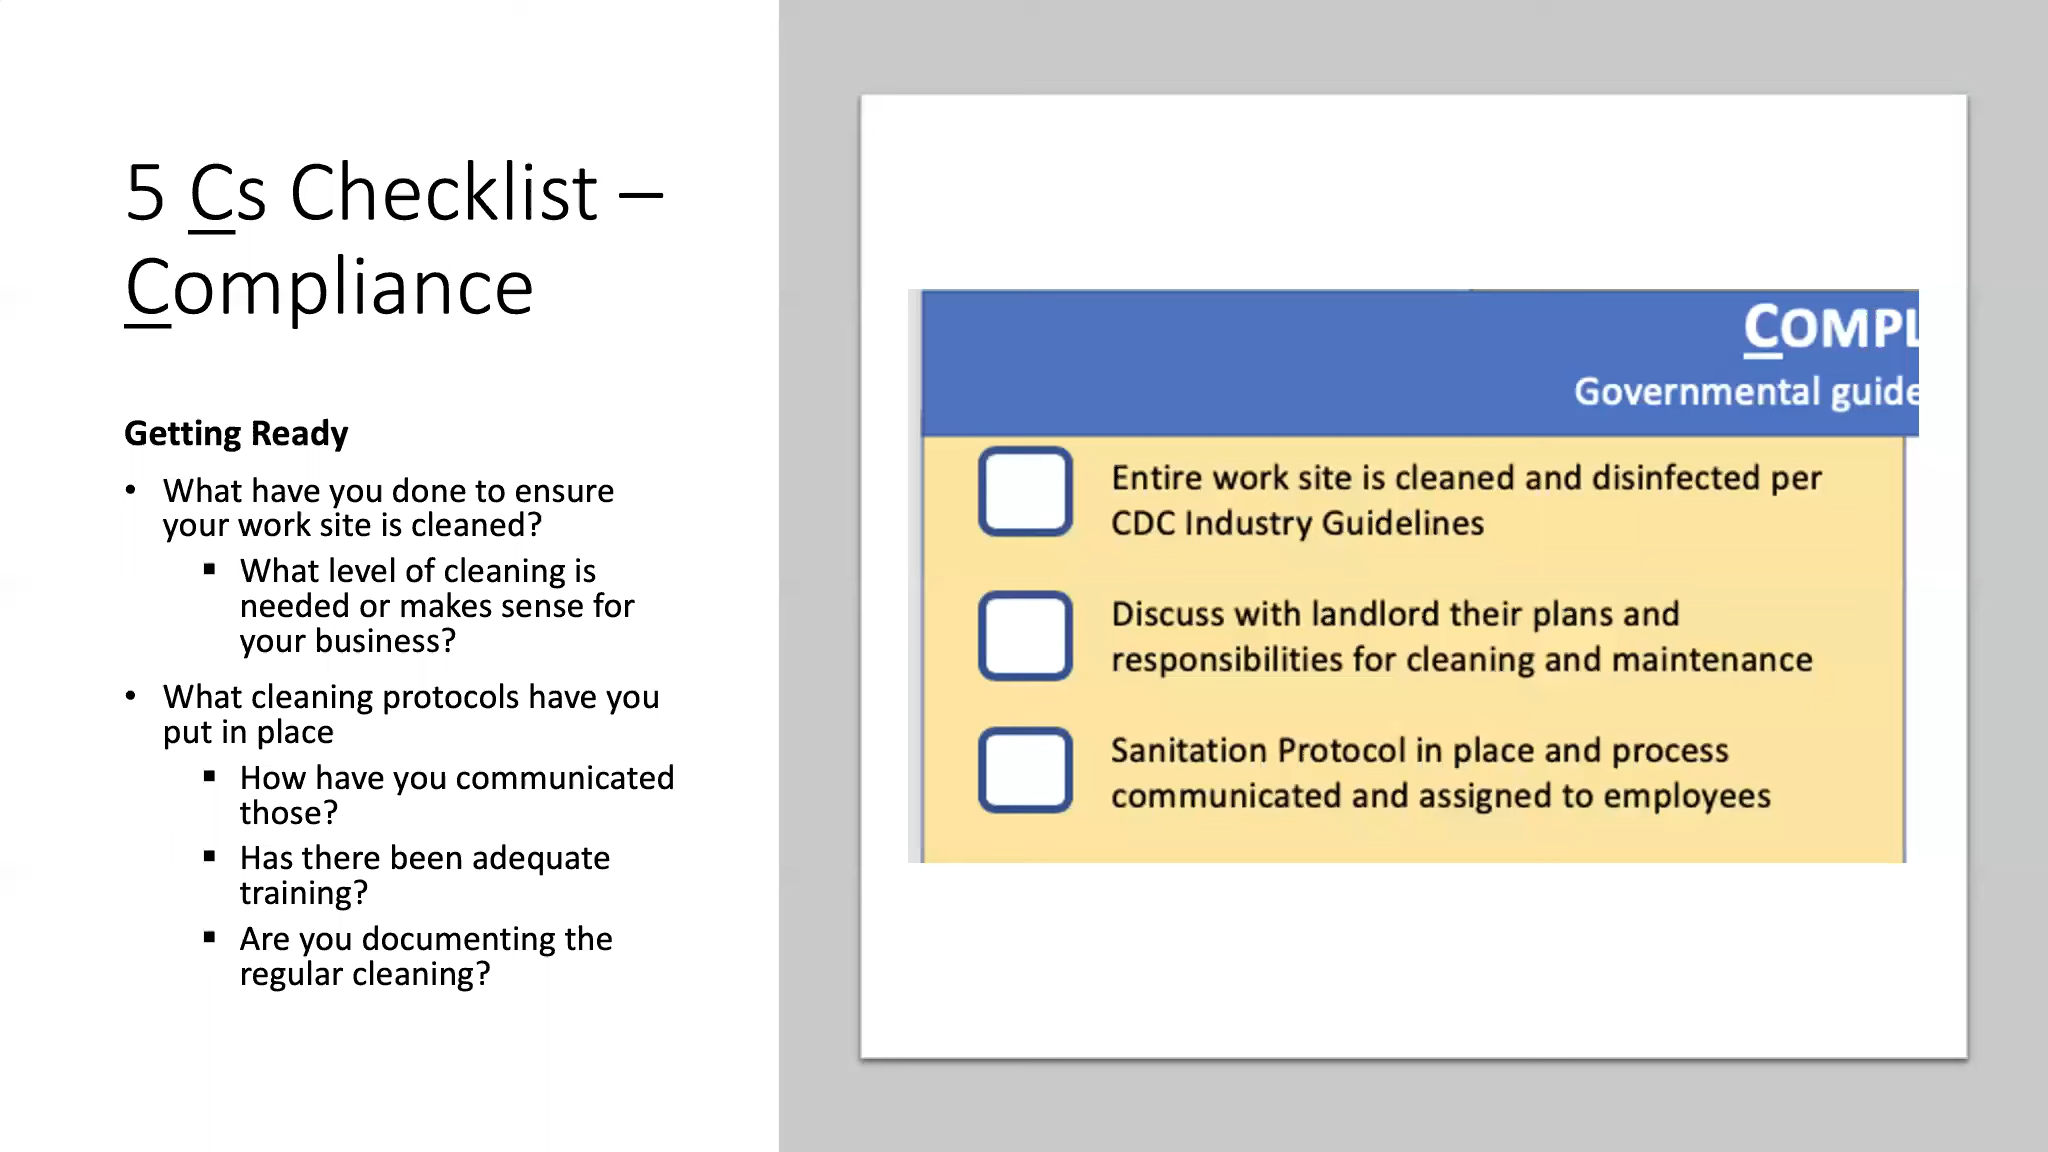 5 Cs Checklist –
Compliance
Getting Ready
• What have you done to ensure
your work site is cleaned?
▪ What level of cleaning is
needed or makes sense for
your business?
• What cleaning protocols have you
put in place
▪ How have you communicated
those?
▪ Has there been adequate
training?
▪ Are you documenting the
regular cleaning?
COMPL
Governmental guide
Entire work site is cleaned and disinfected per
CDC Industry Guidelines
Discuss with landlord their plans and
responsibilities for cleaning and maintenance
Sanitation Protocol in place and process
communicated and assigned to employees